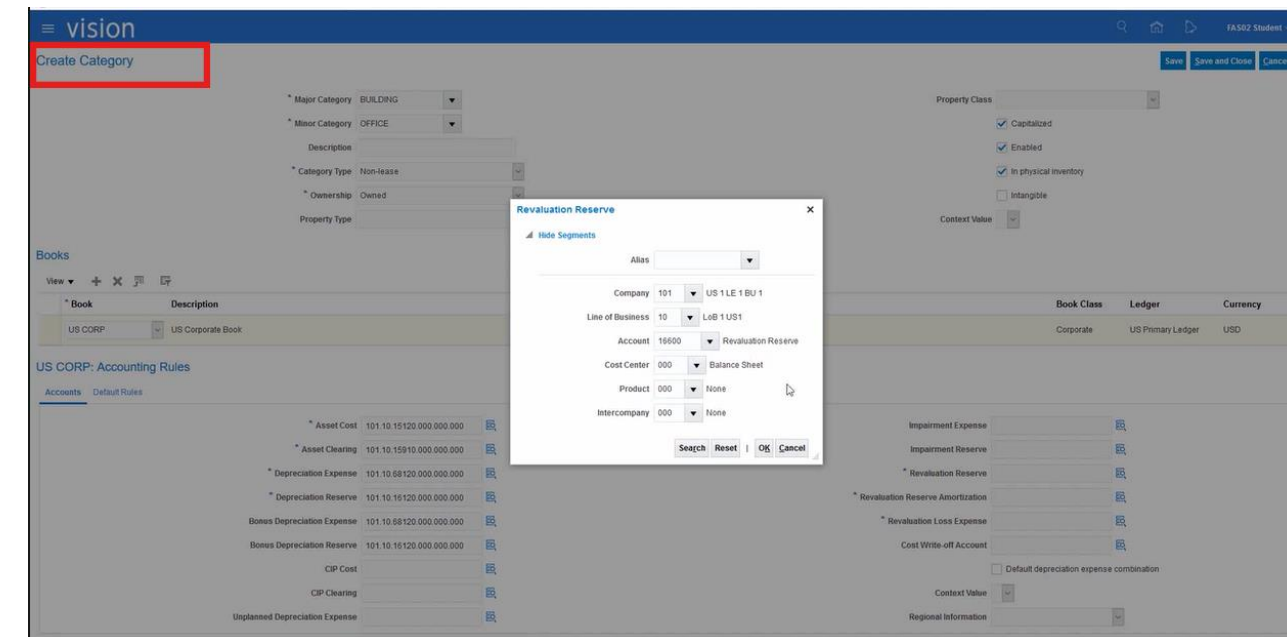 vision
FAS02 Student
Create Category
Save Save and Close Cancel
* Major Category BUILDING
Property Class
* Minor Category OFFICE
Capitalized
Description
Enabled
* Category Type Non-lease
In physical inventory
* Ownership Owned
Intangible
Property Type
Context Value
Revaluation Reserve
Hide Segments
Alias
Company 101 US 1 LE 1 BU 1
Line of Business 10 LoB 1 US1
Account 16600 Revaluation Reserve
Cost Center 000 Balance Sheet
Product 000 None
Intercompany 000 None
Search Reset | OK Cancel
Books
View
* Book Description Book Class Ledger Currency
US CORP US Corporate Book Corporate US Primary Ledger USD
US CORP: Accounting Rules
Accounts Default Rules
* Asset Cost 101.10.15120.000.000.000
Impairment Expense
* Asset Clearing 101.10.15910.000.000.000
Impairment Reserve
* Depreciation Expense 101.10.68120.000.000.000
* Revaluation Reserve
* Depreciation Reserve 101.10.16120.000.000.000
* Revaluation Reserve Amortization
Bonus Depreciation Expense 101.10.68120.000.000.000
* Revaluation Loss Expense
Bonus Depreciation Reserve 101.10.16120.000.000.000
Cost Write-off Account
CIP Cost
Default depreciation expense combination
CIP Clearing
Context Value
Unplanned Depreciation Expense
Regional Information